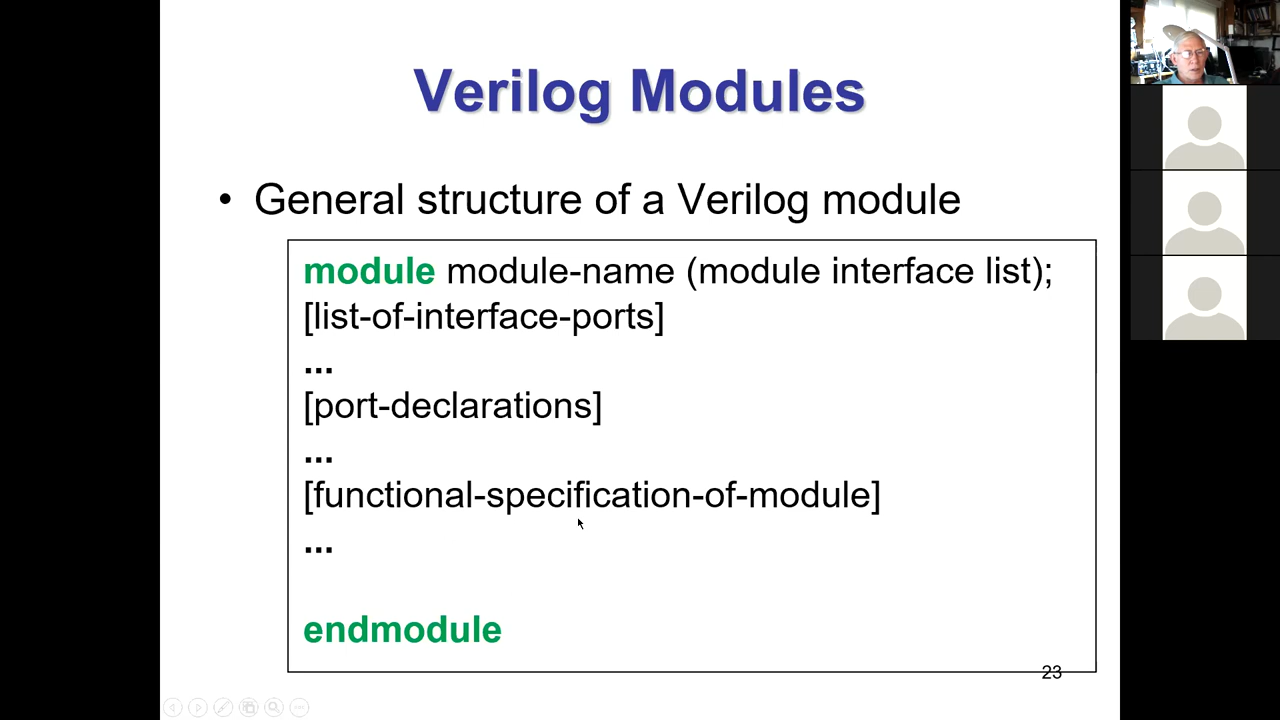 Verilog Modules
• General structure of a Verilog module
module module-name (module interface list);
[list-of-interface-ports]
...
[port-declarations]
...
[functional-specification-of-module]
...
endmodule
23